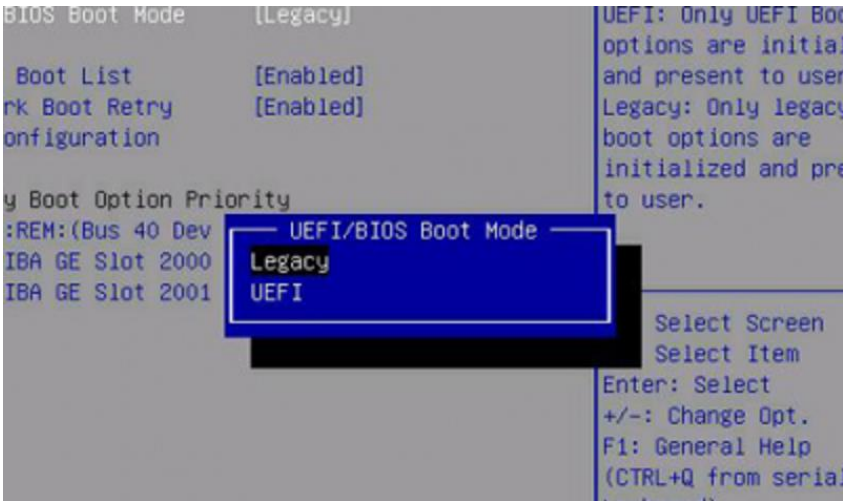 BIOS Boot Mode [Legacy]
Boot List [Enabled]
rk Boot Retry [Enabled]
onfiguration
y Boot Option Priority
:REM:(Bus 40 Dev
IBA GE Slot 2000
IBA GE Slot 2001
UEFI/BIOS Boot Mode
Legacy
UEFI
UEFI: Only UEFI Boo
options are initial
and present to user
Legacy: Only legacy
boot options are
initialized and pre
to user.
Select Screen
Select Item
Enter: Select
+/-: Change Opt.
F1: General Help
(CTRL+Q from serial